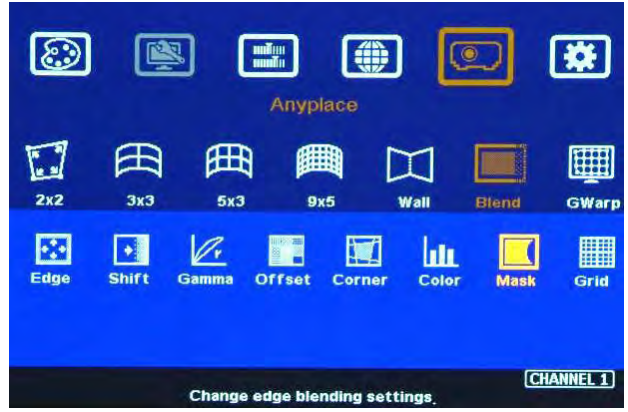 Anyplace
2x2 3x3 5x3 9x5 Wall Blend GWarp
Edge Shift Gamma Offset Corner Color Mask Grid
CHANNEL 1
Change edge blending settings.